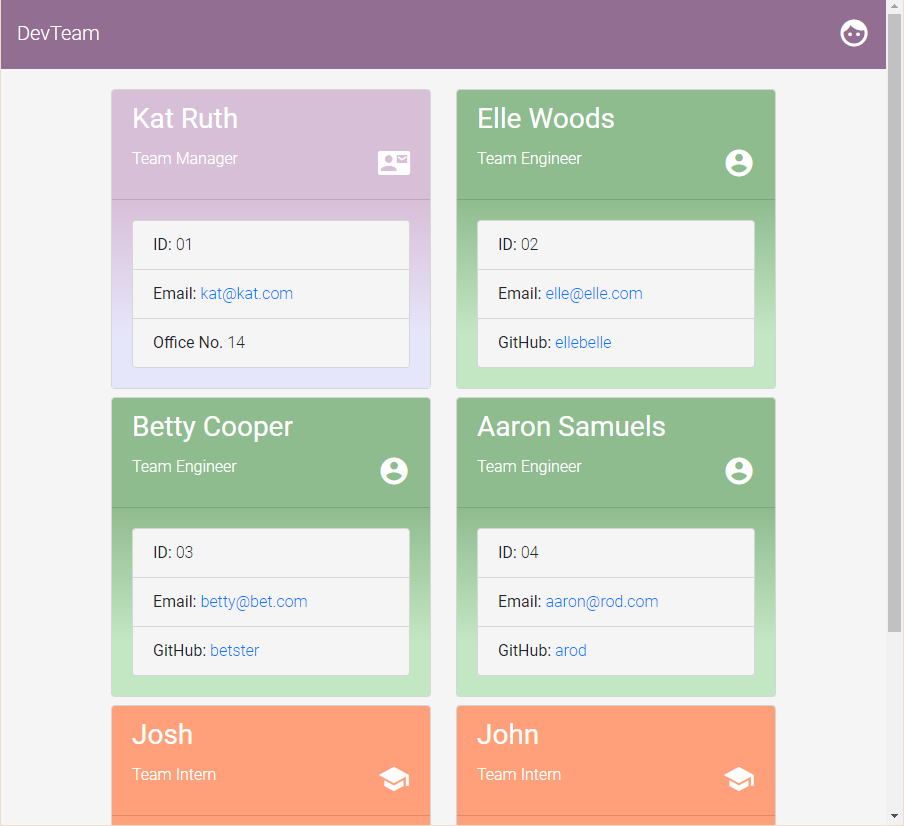 DevTeam
Kat Ruth
Team Manager
ID: 01
Email: kat@kat.com
Office No. 14
Elle Woods
Team Engineer
ID: 02
Email: elle@elle.com
GitHub: ellebelle
Betty Cooper
Team Engineer
ID: 03
Email: betty@bet.com
GitHub: betster
Aaron Samuels
Team Engineer
ID: 04
Email: aaron@rod.com
GitHub: arod
Josh
Team Intern
John
Team Intern